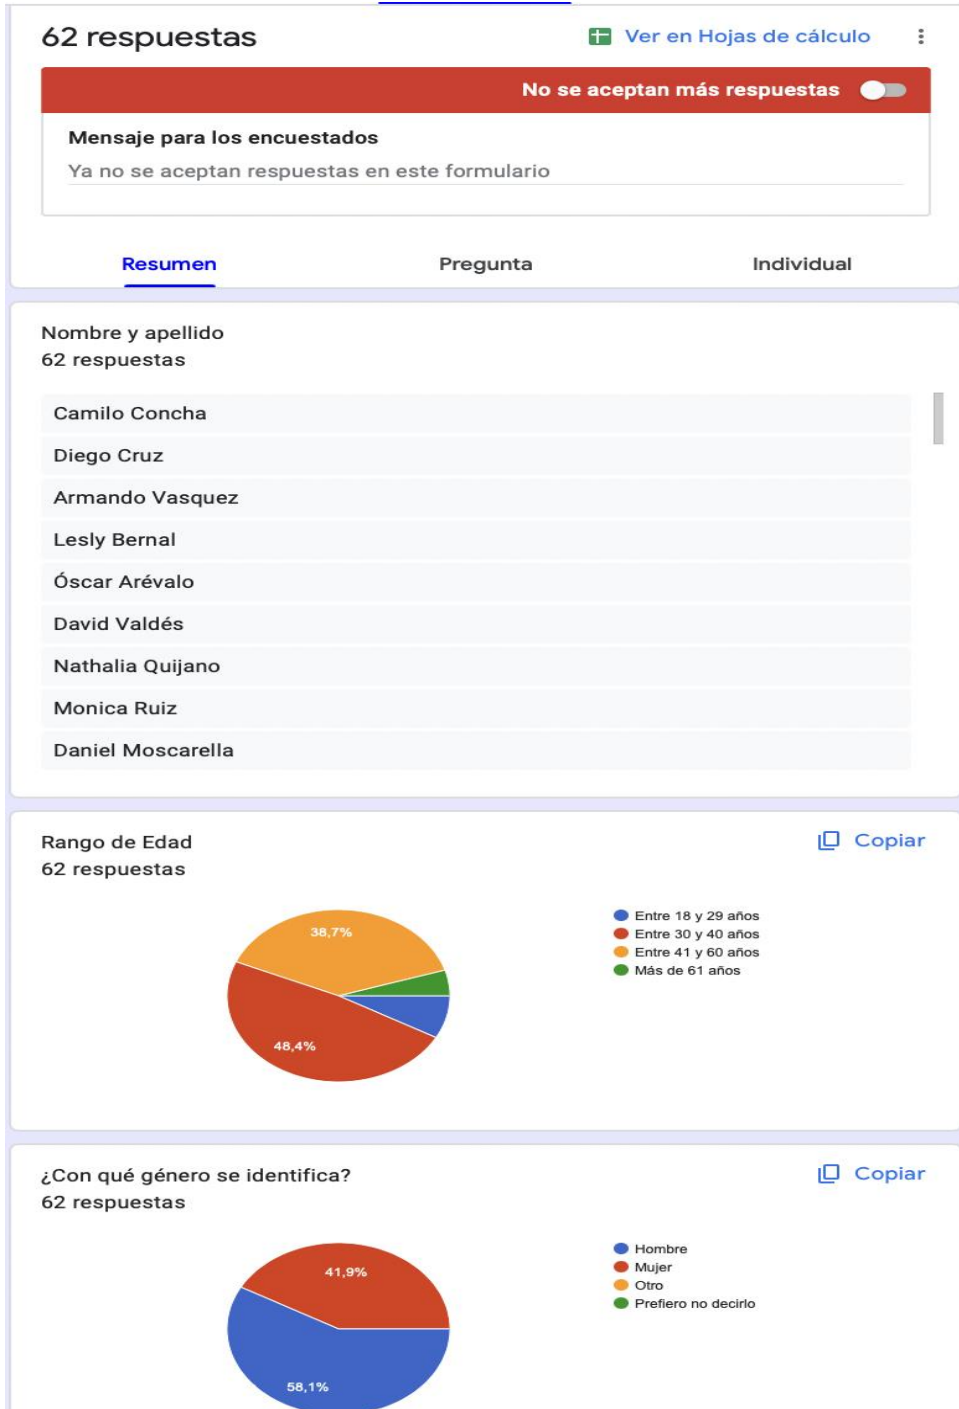 62 respuestas
Ver en Hojas de cálculo
No se aceptan más respuestas
Mensaje para los encuestados
Ya no se aceptan respuestas en este formulario
Resumen Pregunta Individual
Nombre y apellido
62 respuestas
Camilo Concha
Diego Cruz
Armando Vasquez
Lesly Bernal
Óscar Arévalo
David Valdés
Nathalia Quijano
Monica Ruiz
Daniel Moscarella
Rango de Edad
Copiar
62 respuestas
38,7%
48,4%
Entre 18 y 29 años
Entre 30 y 40 años
Entre 41 y 60 años
Más de 61 años
¿Con qué género se identifica?
Copiar
62 respuestas
41,9%
58,1%
Hombre
Mujer
Otro
Prefiero no decirlo